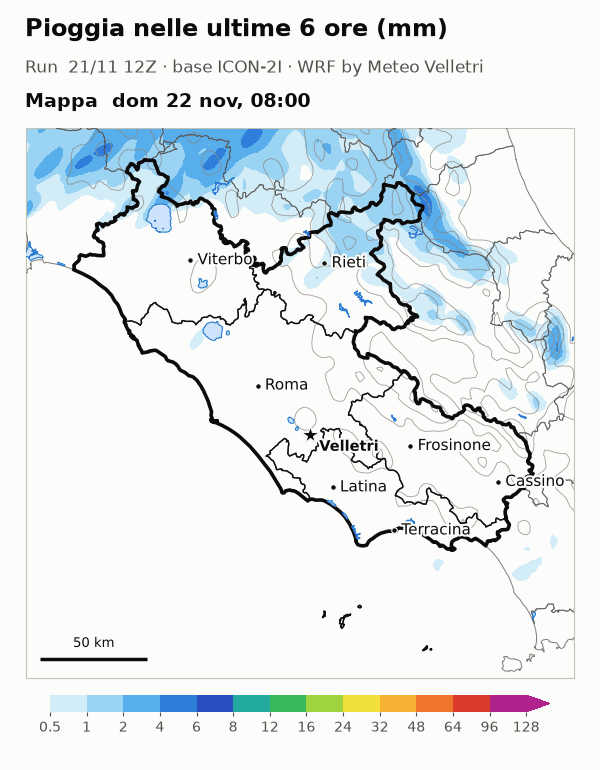 Pioggia nelle ultime 6 ore (mm)
Run  21/11 12Z · base ICON-2I · WRF by Meteo Velletri
Mappa  dom 22 nov, 08:00
Viterbo
Rieti
Roma
Velletri
Frosinone
Cassino
Latina
Terracina
50 km
0.5 1 2 4 6 8 12 16 24 32 48 64 96 128